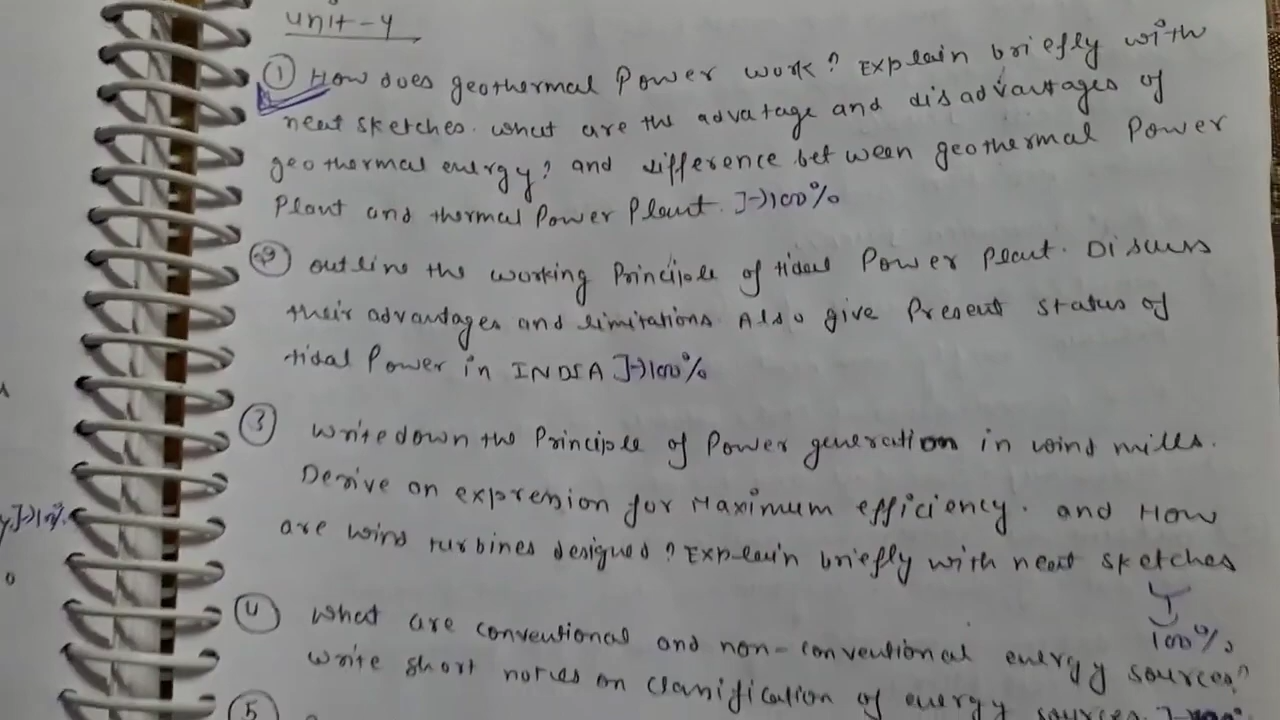 unit-4
① How does geothermal Power work? Explain briefly with
neat sketches. what are the advatage and disadvantages of
geothermal energy? and difference between geothermal Power
Plant and thermal Power Plant. ]→100%
② outline the working Principle of tidal Power Plant. Discuss
their advantages and limitations. Also give Present status of
tidal Power in INDIA ]→100%
③ write down the Principle of Power generation in wind mills.
Derive on expression for Maximum efficiency. and How
are wind turbines designed? Explain briefly with neat sketches
100%
④ what are conventional and non-conventional energy sources?
write short notes on classification of energy sources ]→100%
⑤